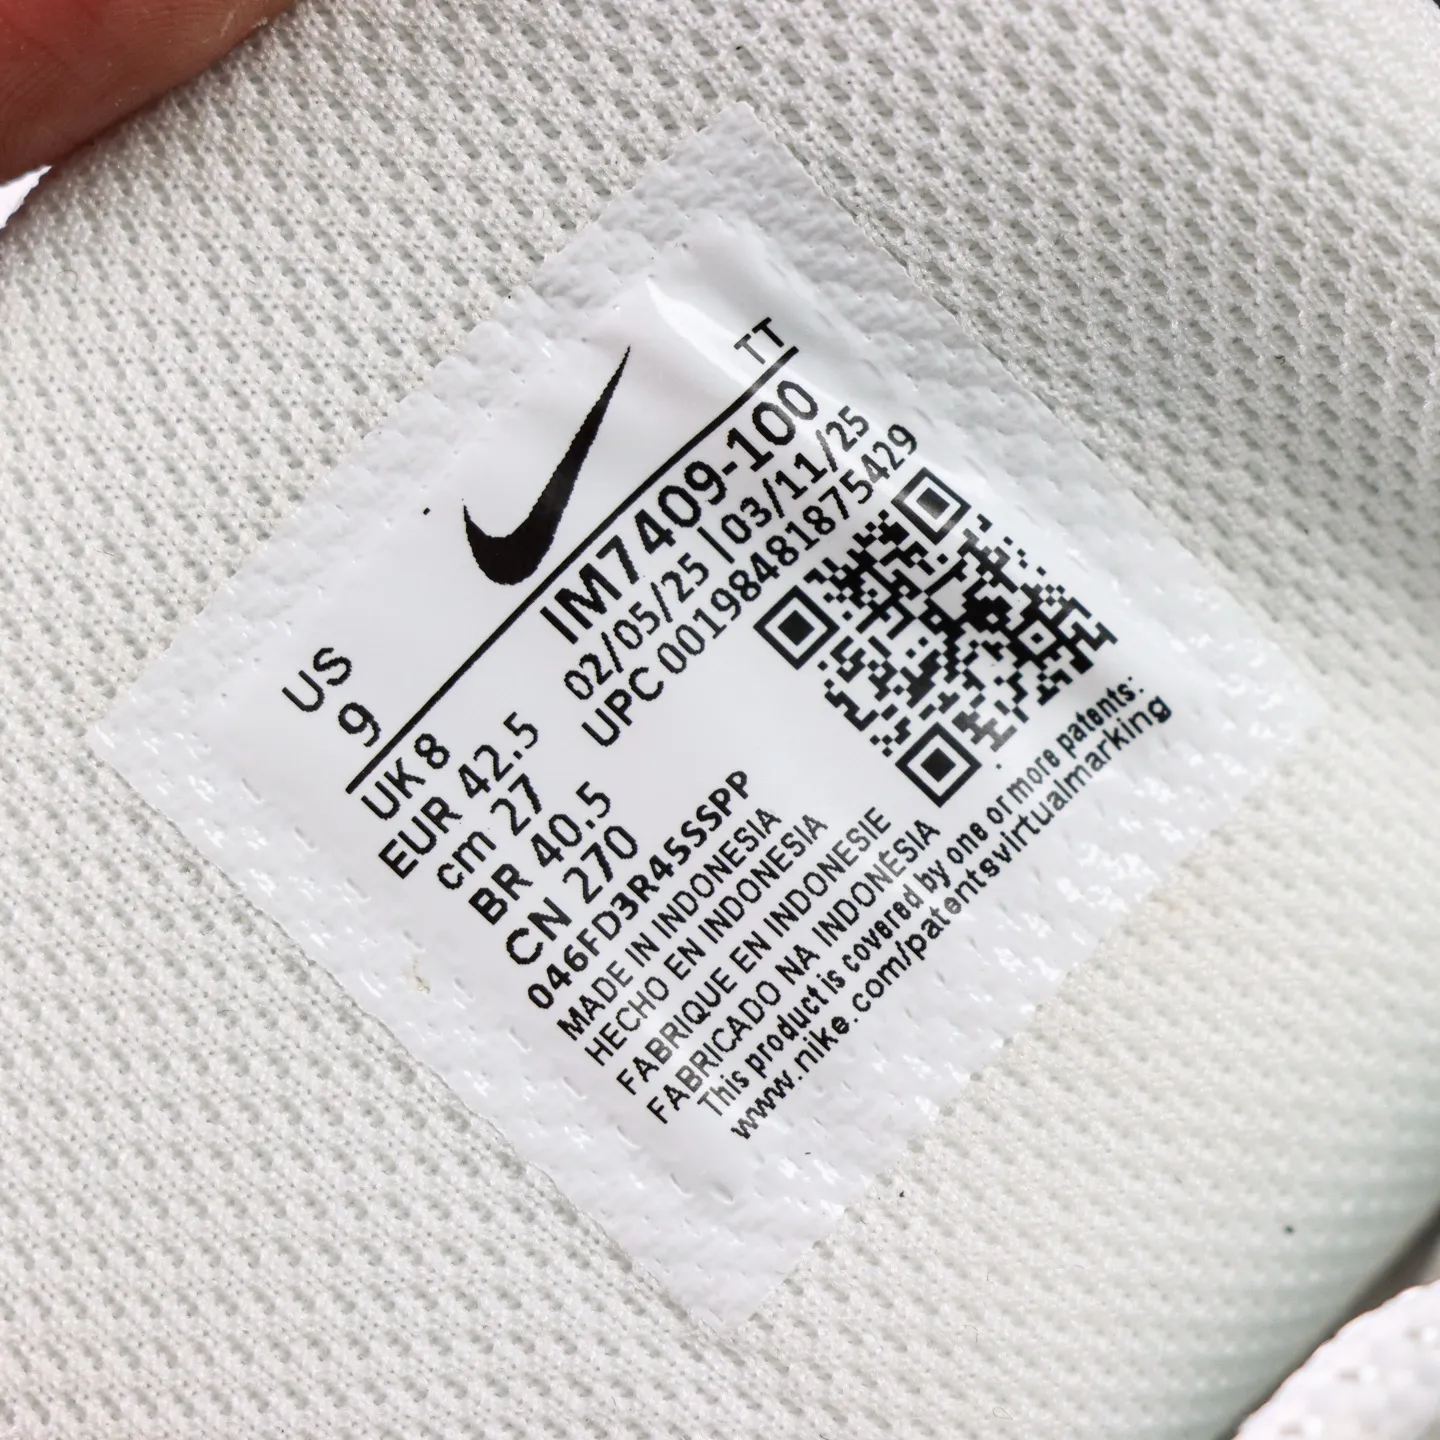 TT
US
9
IM7409-100
02/05/25 | 03/11/25
UPC 00198481875429
UK 8
EUR 42.5
cm 27
BR 40.5
CN 270
046FD3R45SSPP
MADE IN INDONESIA
HECHO EN INDONESIA
FABRIQUE EN INDONESIE
FABRICADO NA INDONÉSIA
This product is covered by one or more patents:
www.nike.com/patentsvirtualmarking